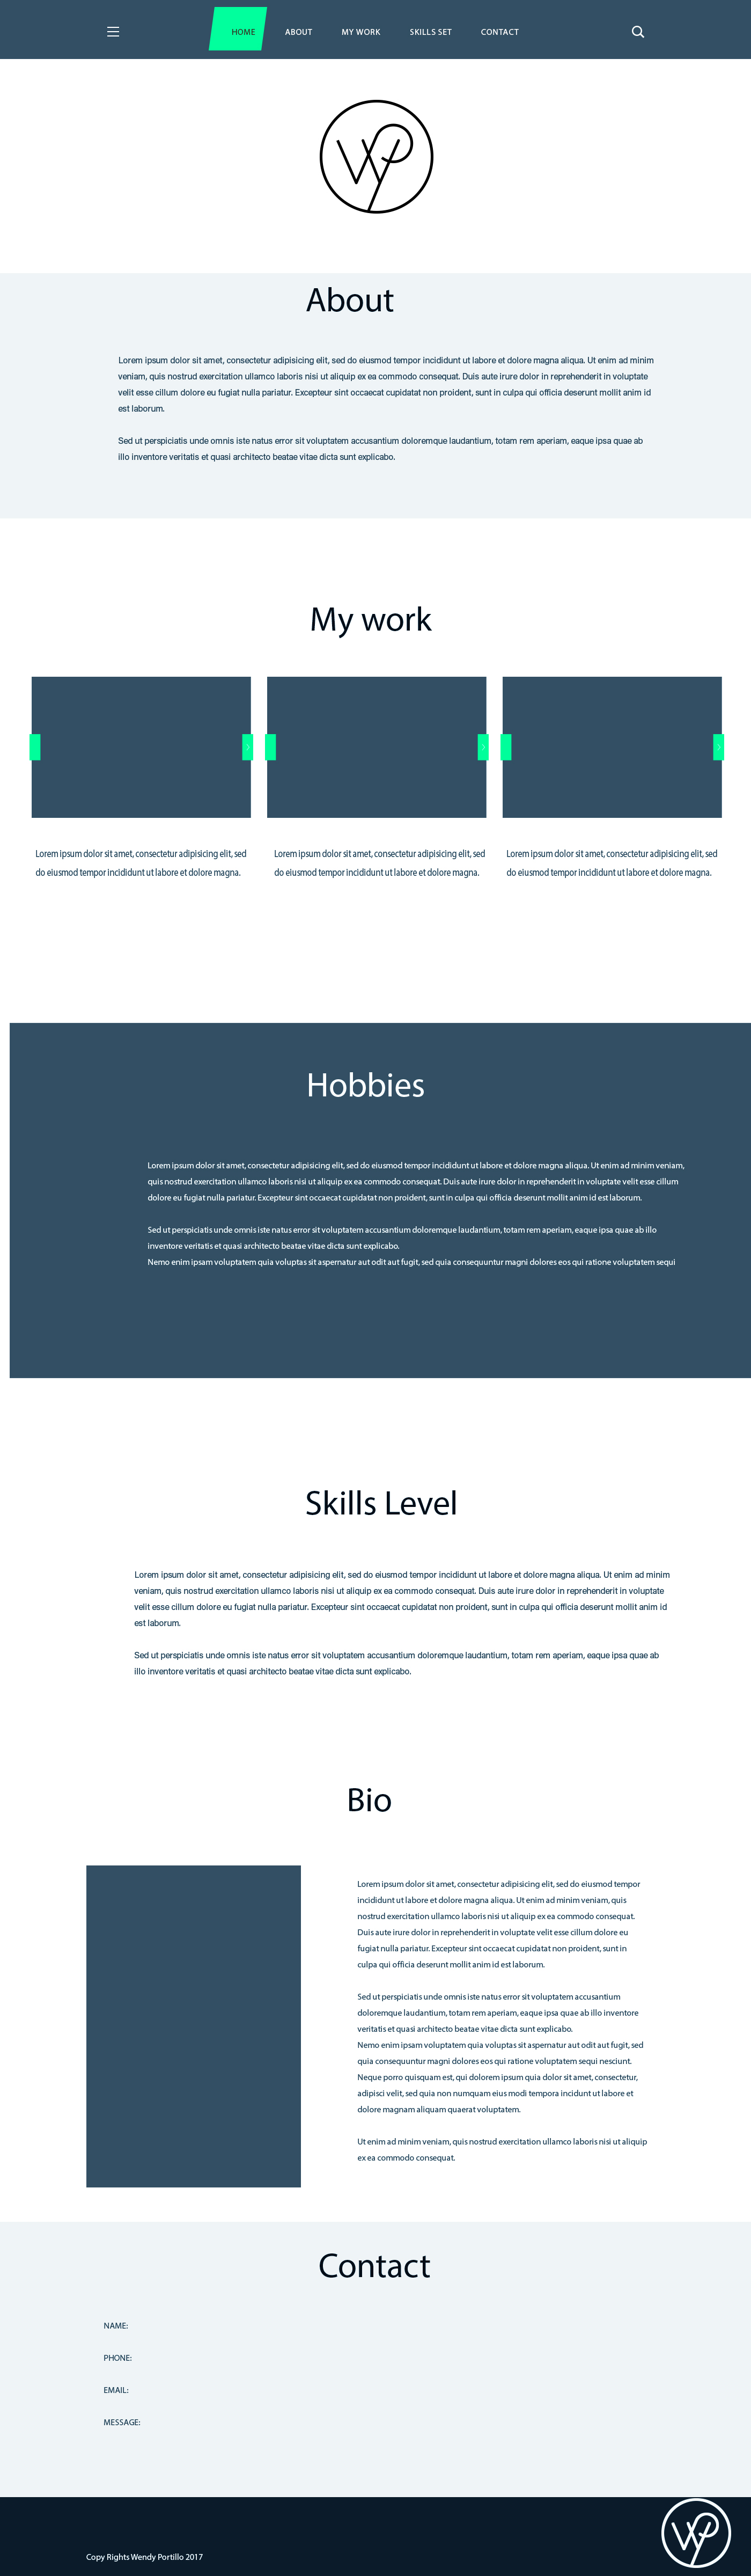 HOME ABOUT MY WORK SKILLS SET CONTACT
WP
About
Lorem ipsum dolor sit amet, consectetur adipisicing elit, sed do eiusmod tempor incididunt ut labore et dolore magna aliqua. Ut enim ad minim
veniam, quis nostrud exercitation ullamco laboris nisi ut aliquip ex ea commodo consequat. Duis aute irure dolor in reprehenderit in voluptate
velit esse cillum dolore eu fugiat nulla pariatur. Excepteur sint occaecat cupidatat non proident, sunt in culpa qui officia deserunt mollit anim id
est laborum.
Sed ut perspiciatis unde omnis iste natus error sit voluptatem accusantium doloremque laudantium, totam rem aperiam, eaque ipsa quae ab
illo inventore veritatis et quasi architecto beatae vitae dicta sunt explicabo.
My work
Lorem ipsum dolor sit amet, consectetur adipisicing elit, sed
do eiusmod tempor incididunt ut labore et dolore magna.
Lorem ipsum dolor sit amet, consectetur adipisicing elit, sed
do eiusmod tempor incididunt ut labore et dolore magna.
Lorem ipsum dolor sit amet, consectetur adipisicing elit, sed
do eiusmod tempor incididunt ut labore et dolore magna.
Hobbies
Lorem ipsum dolor sit amet, consectetur adipisicing elit, sed do eiusmod tempor incididunt ut labore et dolore magna aliqua. Ut enim ad minim veniam,
quis nostrud exercitation ullamco laboris nisi ut aliquip ex ea commodo consequat. Duis aute irure dolor in reprehenderit in voluptate velit esse cillum
dolore eu fugiat nulla pariatur. Excepteur sint occaecat cupidatat non proident, sunt in culpa qui officia deserunt mollit anim id est laborum.
Sed ut perspiciatis unde omnis iste natus error sit voluptatem accusantium doloremque laudantium, totam rem aperiam, eaque ipsa quae ab illo
inventore veritatis et quasi architecto beatae vitae dicta sunt explicabo.
Nemo enim ipsam voluptatem quia voluptas sit aspernatur aut odit aut fugit, sed quia consequuntur magni dolores eos qui ratione voluptatem sequi
Skills Level
Lorem ipsum dolor sit amet, consectetur adipisicing elit, sed do eiusmod tempor incididunt ut labore et dolore magna aliqua. Ut enim ad minim
veniam, quis nostrud exercitation ullamco laboris nisi ut aliquip ex ea commodo consequat. Duis aute irure dolor in reprehenderit in voluptate
velit esse cillum dolore eu fugiat nulla pariatur. Excepteur sint occaecat cupidatat non proident, sunt in culpa qui officia deserunt mollit anim id
est laborum.
Sed ut perspiciatis unde omnis iste natus error sit voluptatem accusantium doloremque laudantium, totam rem aperiam, eaque ipsa quae ab
illo inventore veritatis et quasi architecto beatae vitae dicta sunt explicabo.
Bio
Lorem ipsum dolor sit amet, consectetur adipisicing elit, sed do eiusmod tempor
incididunt ut labore et dolore magna aliqua. Ut enim ad minim veniam, quis
nostrud exercitation ullamco laboris nisi ut aliquip ex ea commodo consequat.
Duis aute irure dolor in reprehenderit in voluptate velit esse cillum dolore eu
fugiat nulla pariatur. Excepteur sint occaecat cupidatat non proident, sunt in
culpa qui officia deserunt mollit anim id est laborum.
Sed ut perspiciatis unde omnis iste natus error sit voluptatem accusantium
doloremque laudantium, totam rem aperiam, eaque ipsa quae ab illo inventore
veritatis et quasi architecto beatae vitae dicta sunt explicabo.
Nemo enim ipsam voluptatem quia voluptas sit aspernatur aut odit aut fugit, sed
quia consequuntur magni dolores eos qui ratione voluptatem sequi nesciunt.
Neque porro quisquam est, qui dolorem ipsum quia dolor sit amet, consectetur,
adipisci velit, sed quia non numquam eius modi tempora incidunt ut labore et
dolore magnam aliquam quaerat voluptatem.
Ut enim ad minim veniam, quis nostrud exercitation ullamco laboris nisi ut aliquip
ex ea commodo consequat.
Contact
NAME:
PHONE:
EMAIL:
MESSAGE:
WP
Copy Rights Wendy Portillo 2017